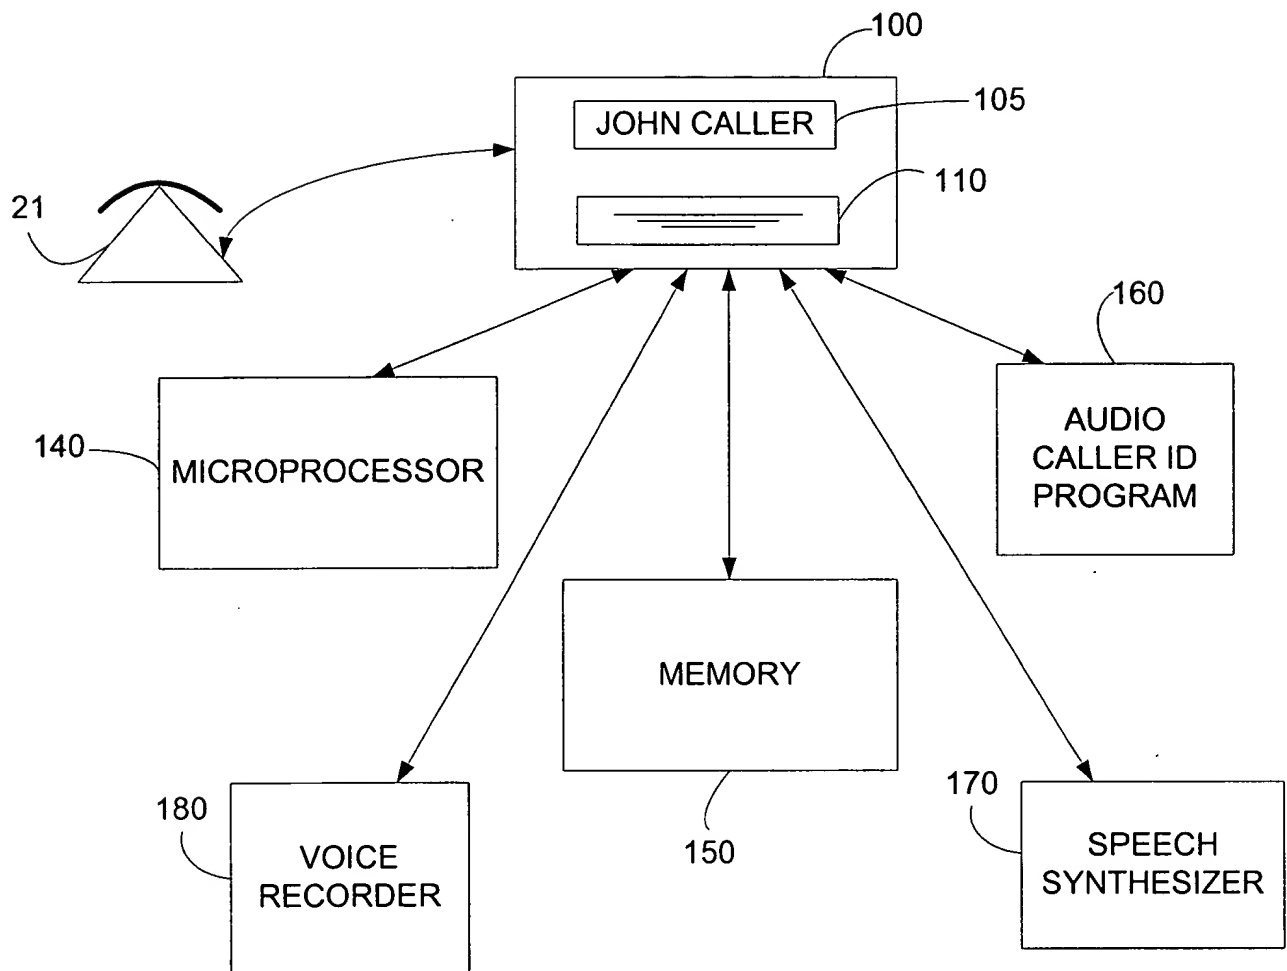 100
JOHN CALLER
105
110
21
160
140
MICROPROCESSOR
AUDIO
CALLER ID
PROGRAM
MEMORY
150
180
VOICE
RECORDER
170
SPEECH
SYNTHESIZER